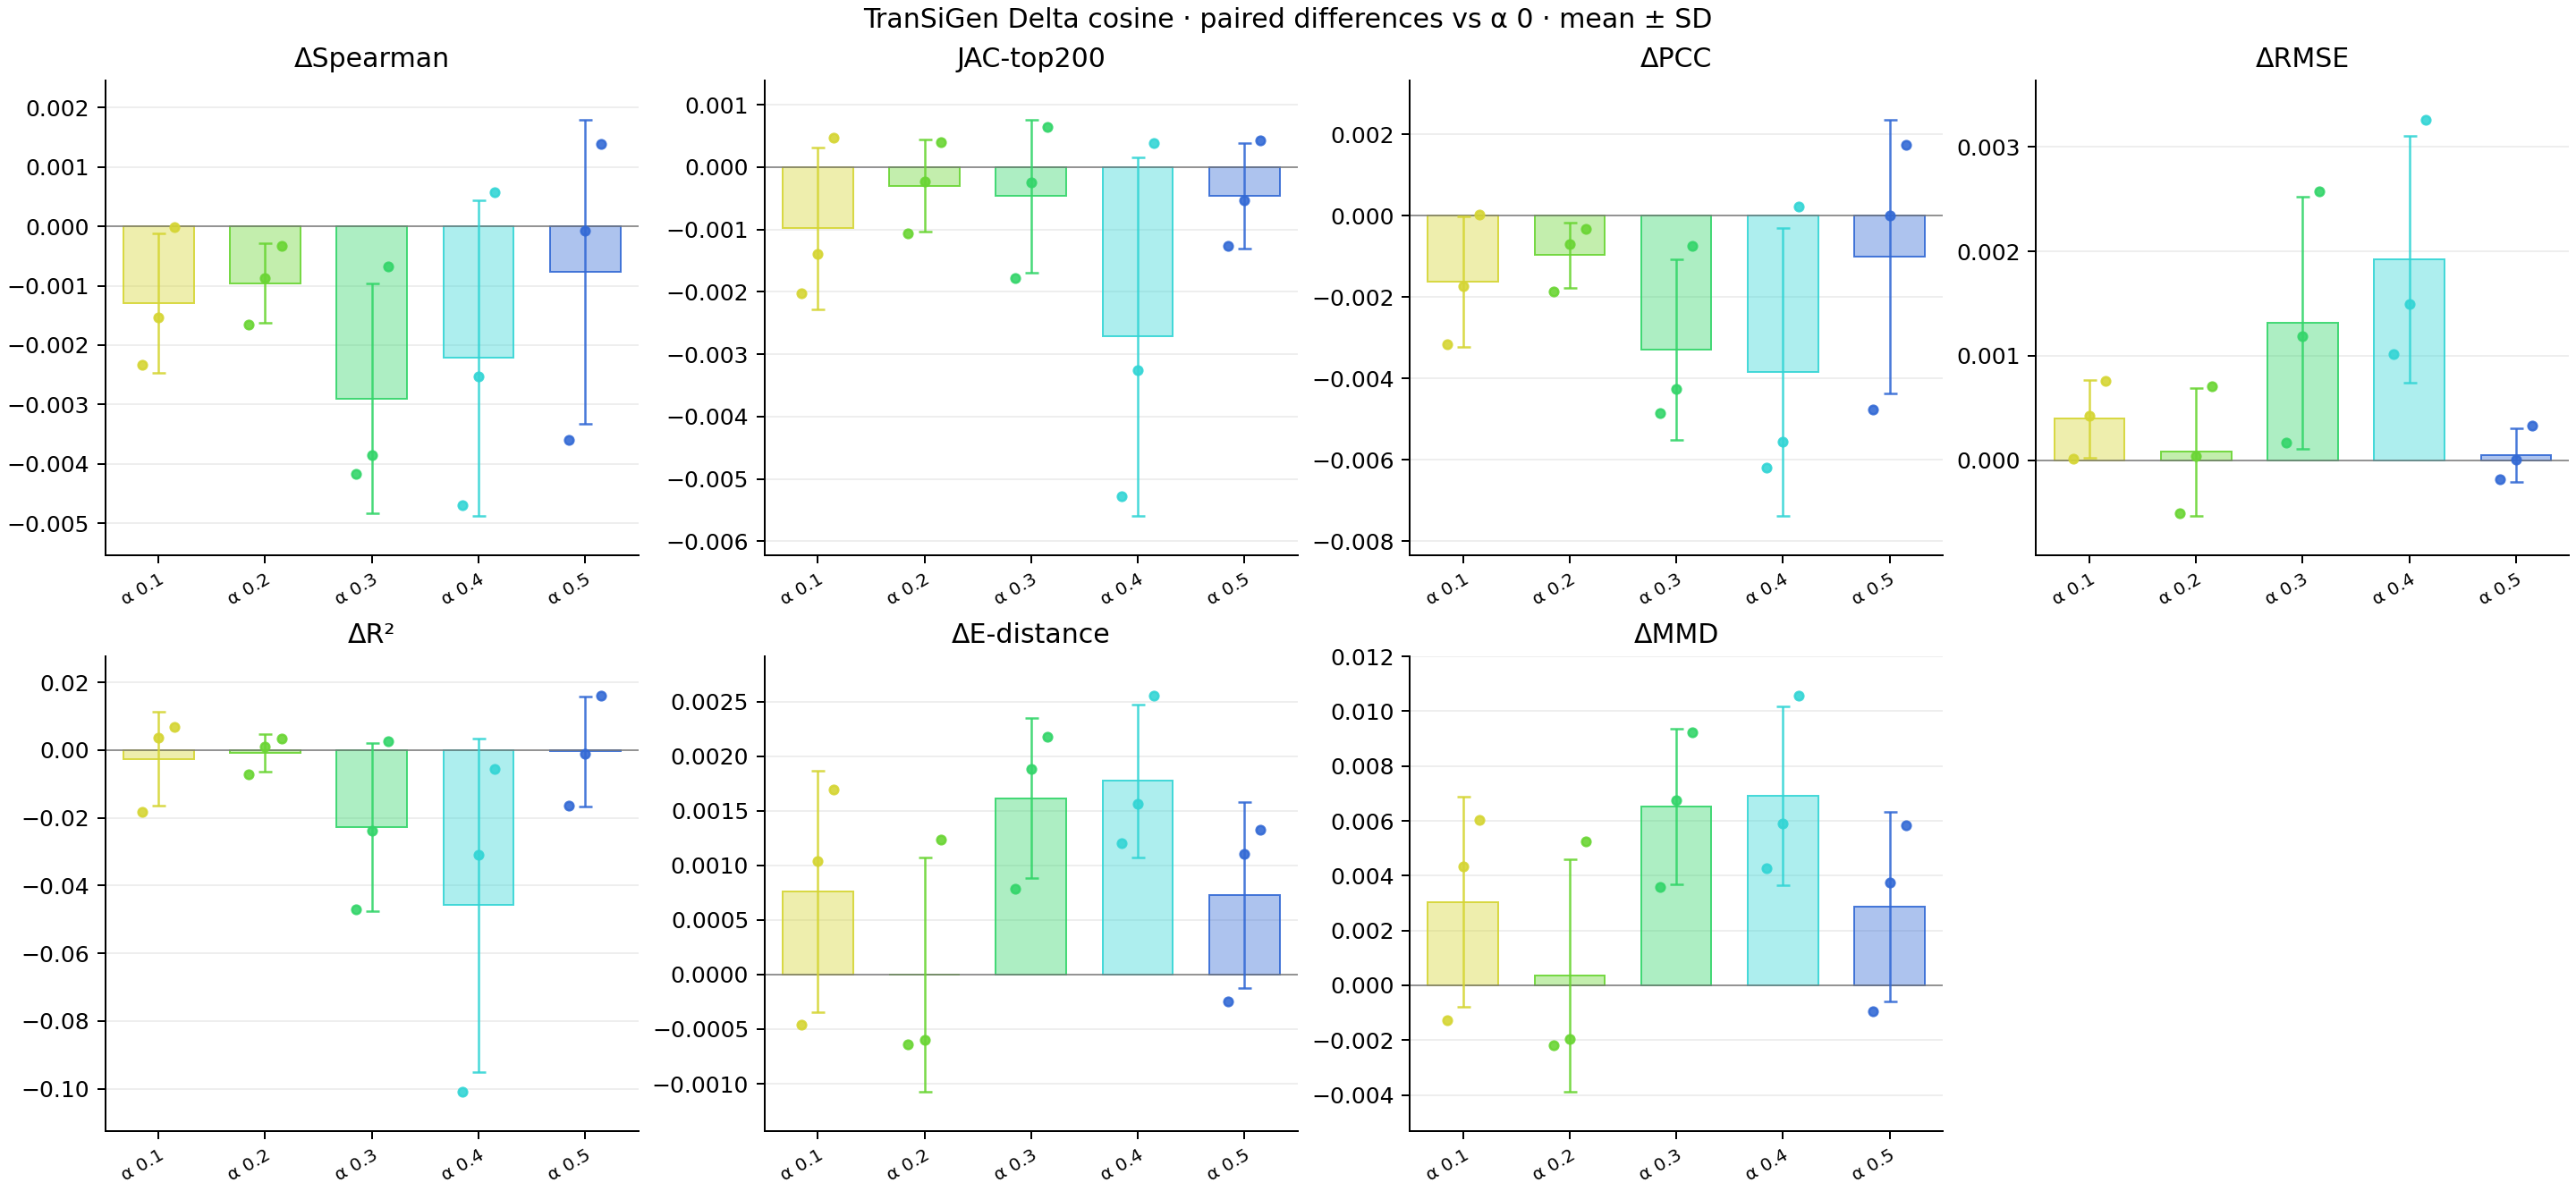 TranSiGen Delta cosine · paired differences vs α 0 · mean ± SD
ΔSpearman
0.002
0.001
0.000
−0.001
−0.002
−0.003
−0.004
−0.005
α 0.1
α 0.2
α 0.3
α 0.4
α 0.5
JAC-top200
0.001
0.000
−0.001
−0.002
−0.003
−0.004
−0.005
−0.006
α 0.1
α 0.2
α 0.3
α 0.4
α 0.5
ΔPCC
0.002
0.000
−0.002
−0.004
−0.006
−0.008
α 0.1
α 0.2
α 0.3
α 0.4
α 0.5
ΔRMSE
0.003
0.002
0.001
0.000
α 0.1
α 0.2
α 0.3
α 0.4
α 0.5
ΔR²
0.02
0.00
−0.02
−0.04
−0.06
−0.08
−0.10
α 0.1
α 0.2
α 0.3
α 0.4
α 0.5
ΔE-distance
0.0025
0.0020
0.0015
0.0010
0.0005
0.0000
−0.0005
−0.0010
α 0.1
α 0.2
α 0.3
α 0.4
α 0.5
ΔMMD
0.012
0.010
0.008
0.006
0.004
0.002
0.000
−0.002
−0.004
α 0.1
α 0.2
α 0.3
α 0.4
α 0.5